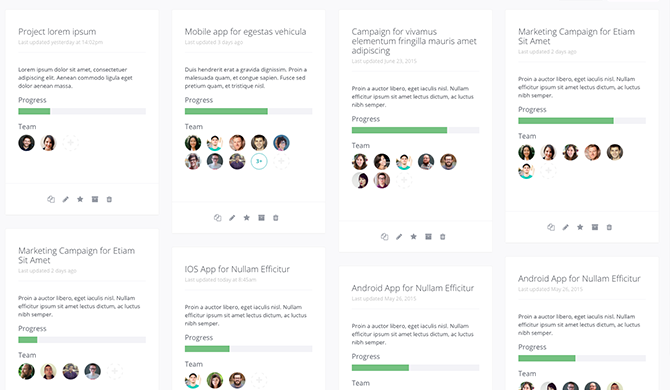 Project lorem ipsum
Last updated yesterday at 14:02pm
Lorem ipsum dolor sit amet, consectetuer
adipiscing elit. Aenean commodo ligula eget
dolor aenean massa.
Progress
Team
Marketing Campaign for Etiam
Sit Amet
Last updated 2 days ago
Proin a auctor libero, eget iaculis nisl. Nullam
efficitur ipsum sit amet lectus dictum, ac luctus
nibh semper.
Progress
Team
Mobile app for egestas vehicula
Last updated 3 days ago
Duis hendrerit erat a gravida dignissim. Proin a
malesuada quam, et congue sapien. Fusce sed
pretium quam, et tristique nisl.
Progress
Team
3+
IOS App for Nullam Efficitur
Last updated today at 8:45am
Proin a auctor libero, eget iaculis nisl. Nullam
efficitur ipsum sit amet lectus dictum, ac luctus
nibh semper.
Progress
Team
Campaign for vivamus
elementum fringilla mauris amet
adipiscing
Last updated June 23, 2015
Proin a auctor libero, eget iaculis nisl. Nullam
efficitur ipsum sit amet lectus dictum, ac luctus
nibh semper.
Progress
Team
Android App for Nullam Efficitur
Last updated May 26, 2015
Proin a auctor libero, eget iaculis nisl. Nullam
efficitur ipsum sit amet lectus dictum, ac luctus
nibh semper.
Progress
Team
Marketing Campaign for Etiam
Sit Amet
Last updated 2 days ago
Proin a auctor libero, eget iaculis nisl. Nullam
efficitur ipsum sit amet lectus dictum, ac luctus
nibh semper.
Progress
Team
Android App for Nullam Efficitur
Last updated May 26, 2015
Proin a auctor libero, eget iaculis nisl. Nullam
efficitur ipsum sit amet lectus dictum, ac luctus
nibh semper.
Progress
Team